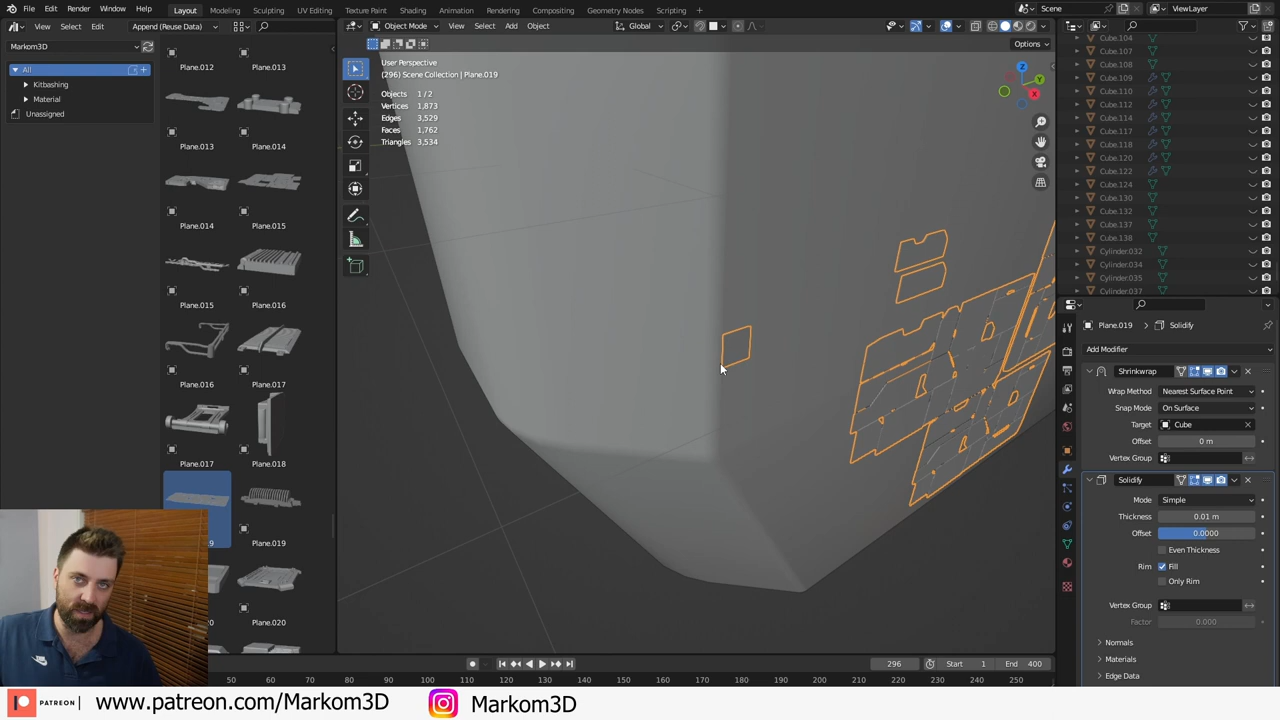 File Edit Render Window Help
Layout Modeling Sculpting UV Editing Texture Paint Shading Animation Rendering Compositing Geometry Nodes Scripting
Scene ViewLayer
View Select Edit Append (Reuse Data)
Object Mode View Select Add Object Global
Options
Markom3D
All
Kitbashing
Material
Unassigned
Plane.012 Plane.013
Plane.013 Plane.014
Plane.014 Plane.015
Plane.015 Plane.016
Plane.016 Plane.017
Plane.017 Plane.018
Plane.019
Plane.020
User Perspective
(296) Scene Collection | Plane.019
Objects 1/2
Vertices 1,873
Edges 3,529
Faces 1,762
Triangles 3,534
Z
Y
X
Cube.104
Cube.107
Cube.108
Cube.109
Cube.110
Cube.112
Cube.114
Cube.117
Cube.118
Cube.120
Cube.122
Cube.124
Cube.130
Cube.132
Cube.137
Cube.138
Cylinder.032
Cylinder.034
Cylinder.035
Cylinder.037
Plane.019 Solidify
Add Modifier
Shrinkwrap
Wrap Method Nearest Surface Point
Snap Mode On Surface
Target Cube
Offset 0 m
Vertex Group
Solidify
Mode Simple
Thickness 0.01 m
Offset 0.0000
Even Thickness
Rim Fill
Only Rim
Vertex Group
Factor 0.000
Normals
Materials
Edge Data
296 Start 1 End 400
50 60 70 80 90 100 110 120 130 140 150 160 170 180 190 200 210 220 230 240 250
PATREON www.patreon.com/Markom3D Markom3D